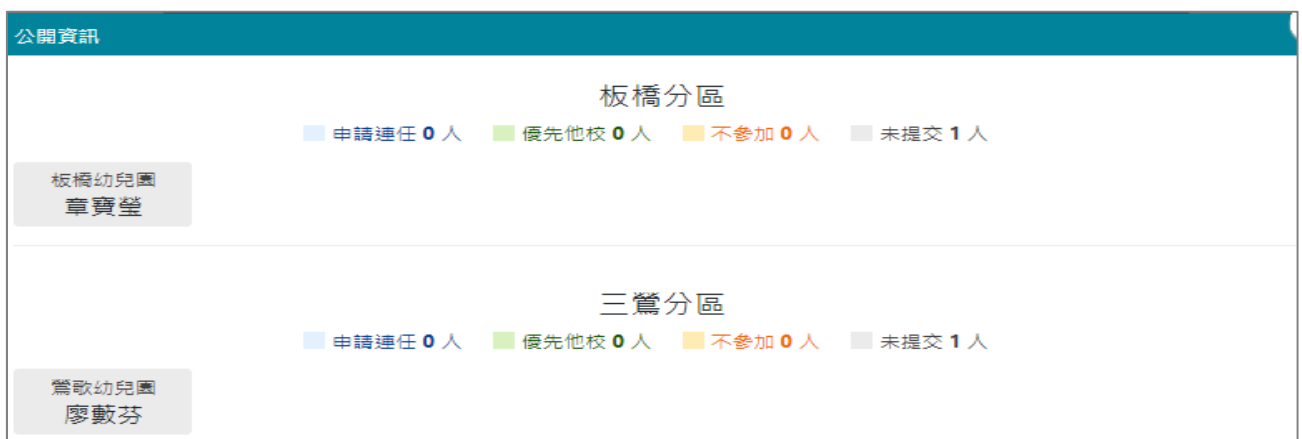 公開資訊
板橋分區
申請連任 0 人 優先他校 0 人 不參加 0 人 未提交 1 人
板橋幼兒園
章寶瑩
三鶯分區
申請連任 0 人 優先他校 0 人 不參加 0 人 未提交 1 人
鶯歌幼兒園
廖藪芬